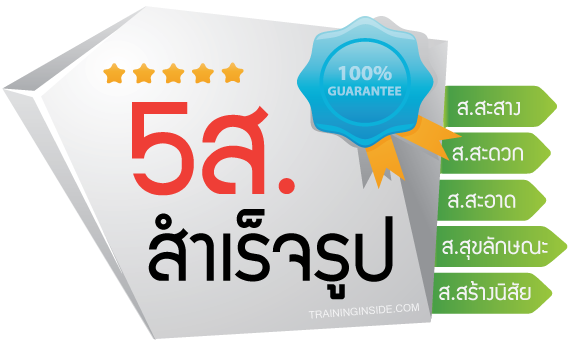 100%
GUARANTEE
5ส.
สำเร็จรูป
TRAININGINSIDE.COM
ส.สะสาง
ส.สะดวก
ส.สะอาด
ส.สุขลักษณะ
ส.สร้างนิสัย